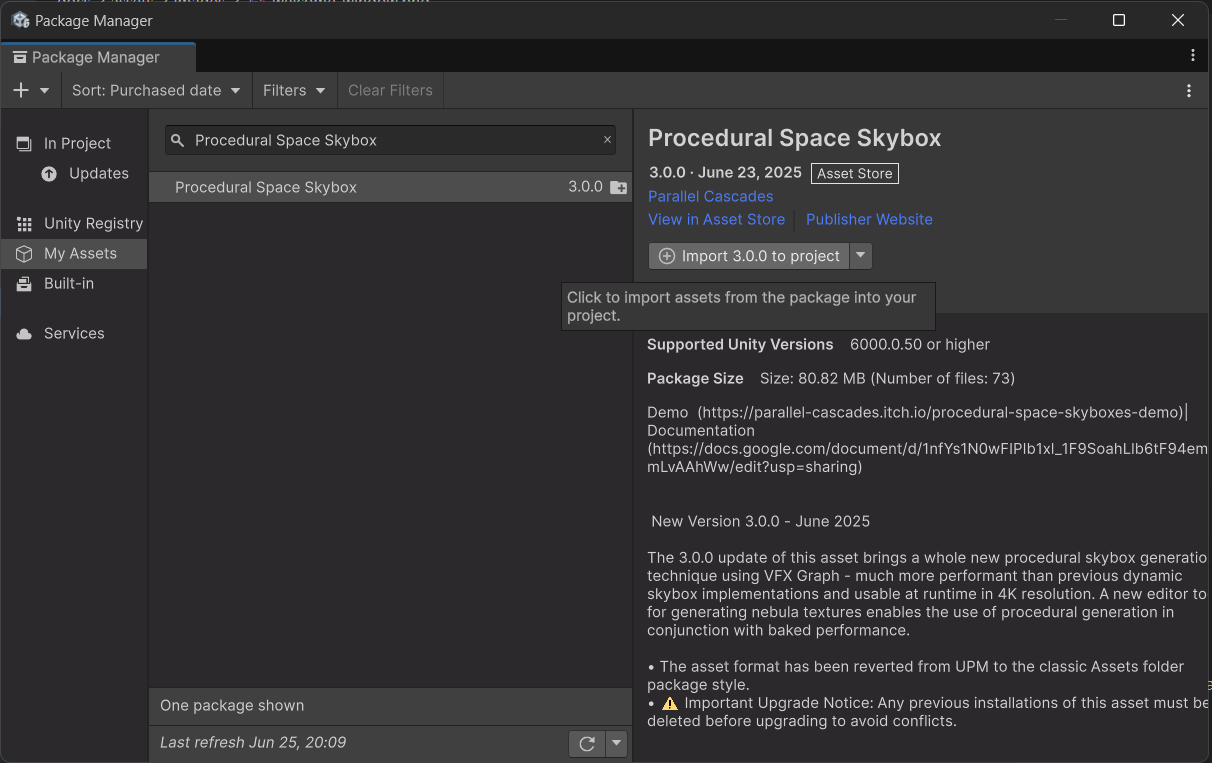 Package Manager
Package Manager
Sort: Purchased date
Filters
Clear Filters
In Project
Updates
Unity Registry
My Assets
Built-in
Services
Procedural Space Skybox
Procedural Space Skybox 3.0.0
One package shown
Last refresh Jun 25, 20:09
Procedural Space Skybox
3.0.0 · June 23, 2025 Asset Store
Parallel Cascades
View in Asset Store Publisher Website
Import 3.0.0 to project
Click to import assets from the package into your
project.
Supported Unity Versions 6000.0.50 or higher
Package Size Size: 80.82 MB (Number of files: 73)
Demo (https://parallel-cascades.itch.io/procedural-space-skyboxes-demo)|
Documentation
(https://docs.google.com/document/d/1nfYs1N0wFIPIb1xI_1F9SoahLIb6tF94em
mLvAAhWw/edit?usp=sharing)
New Version 3.0.0 - June 2025
The 3.0.0 update of this asset brings a whole new procedural skybox generatio
technique using VFX Graph - much more performant than previous dynamic
skybox implementations and usable at runtime in 4K resolution. A new editor to
for generating nebula textures enables the use of procedural generation in
conjunction with baked performance.
• The asset format has been reverted from UPM to the classic Assets folder
package style.
• ⚠ Important Upgrade Notice: Any previous installations of this asset must be
deleted before upgrading to avoid conflicts.